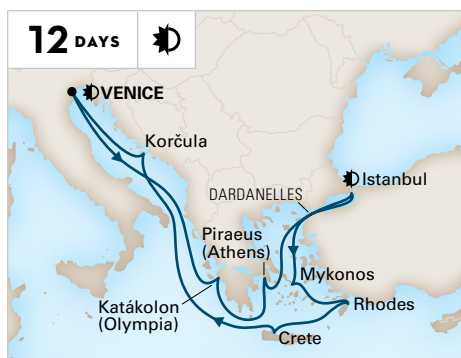 12 DAYS
VENICE
Korčula
Istanbul
DARDANELLES
Piraeus
(Athens)
Mykonos
Katákolon
(Olympia)
Rhodes
Crete